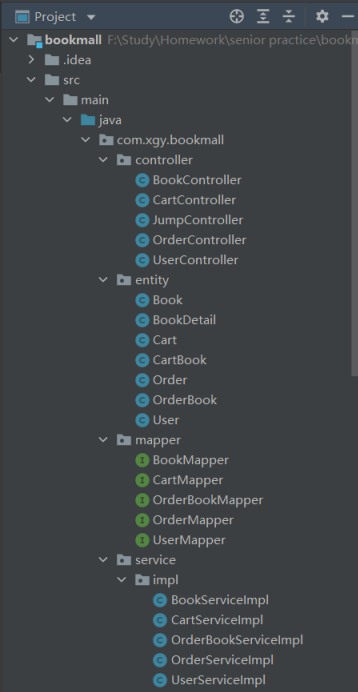 Project
bookmall F:\Study\Homework\senior practice\bookm
.idea
src
main
java
com.xgy.bookmall
controller
C BookController
C CartController
C JumpController
C OrderController
C UserController
entity
C Book
C BookDetail
C Cart
C CartBook
C Order
C OrderBook
C User
mapper
I BookMapper
I CartMapper
I OrderBookMapper
I OrderMapper
I UserMapper
service
impl
C BookServiceImpl
C CartServiceImpl
C OrderBookServiceImpl
C OrderServiceImpl
C UserServiceImpl